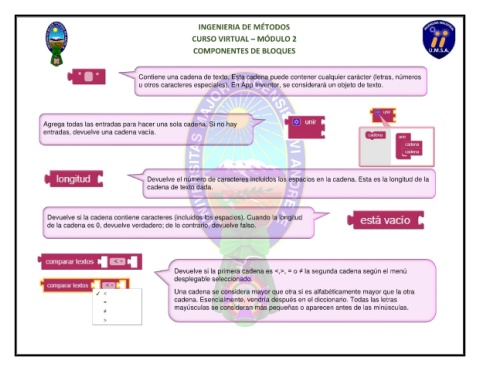 INGENIERIA DE MÉTODOS
CURSO VIRTUAL – MÓDULO 2
COMPONENTES DE BLOQUES
U.M.S.A.
Contiene una cadena de texto. Esta cadena puede contener cualquier carácter (letras, números
u otros caracteres especiales). En App Inventor, se considerará un objeto de texto.
Agrega todas las entradas para hacer una sola cadena. Si no hay
entradas, devuelve una cadena vacía.
unir
unir
cadena
unir
cadena
cadena
longitud
Devuelve el número de caracteres incluidos los espacios en la cadena. Esta es la longitud de la
cadena de texto dada.
Devuelve si la cadena contiene caracteres (incluidos los espacios). Cuando la longitud
de la cadena es 0, devuelve verdadero; de lo contrario, devuelve falso.
está vacío
comparar textos <
comparar textos <
✓ <
=
≠
>
Devuelve si la primera cadena es <,>, = o ≠ la segunda cadena según el menú
desplegable seleccionado.
Una cadena se considera mayor que otra si es alfabéticamente mayor que la otra
cadena. Esencialmente, vendría después en el diccionario. Todas las letras
mayúsculas se consideran más pequeñas o aparecen antes de las minúsculas.